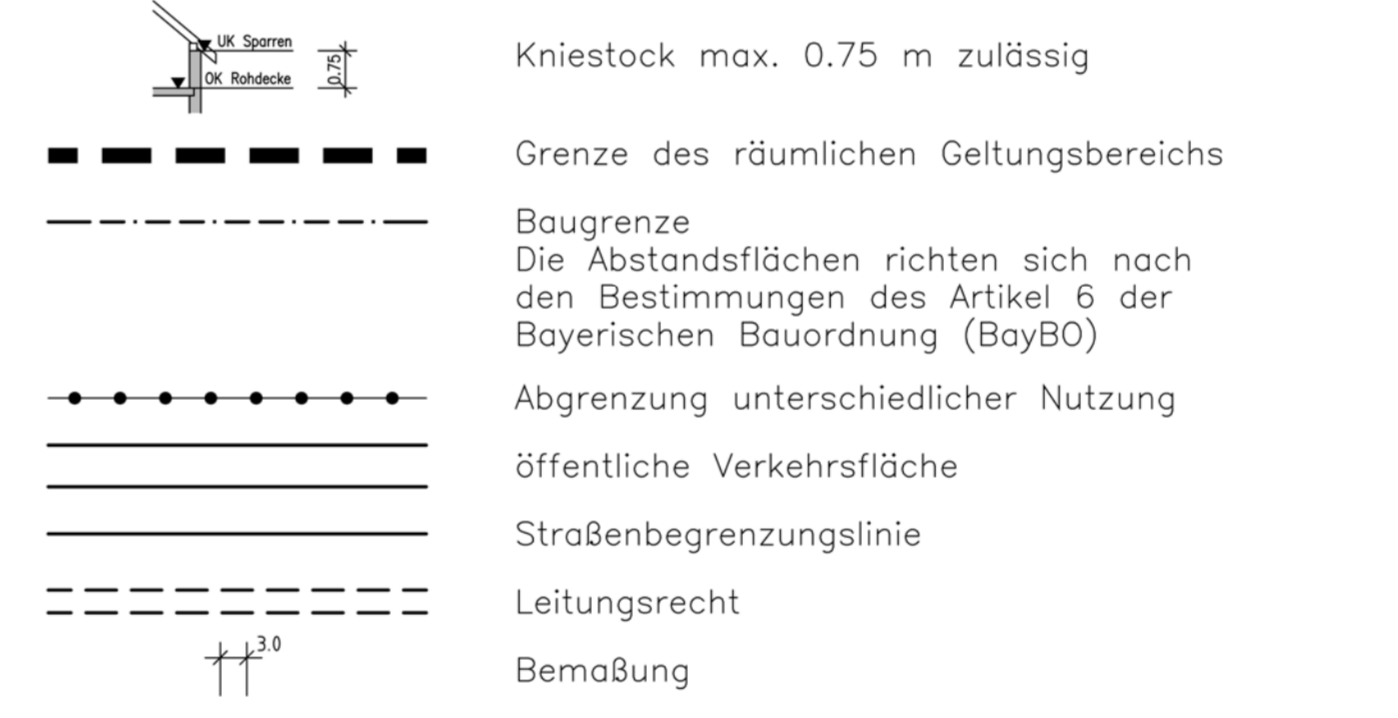 UK Sparren
OK Rohdecke
0.75
Kniestock max. 0.75 m zulässig
Grenze des räumlichen Geltungsbereichs
Baugrenze
Die Abstandsflächen richten sich nach
den Bestimmungen des Artikel 6 der
Bayerischen Bauordnung (BayBO)
Abgrenzung unterschiedlicher Nutzung
öffentliche Verkehrsfläche
Straßenbegrenzungslinie
Leitungsrecht
3.0
Bemaßung